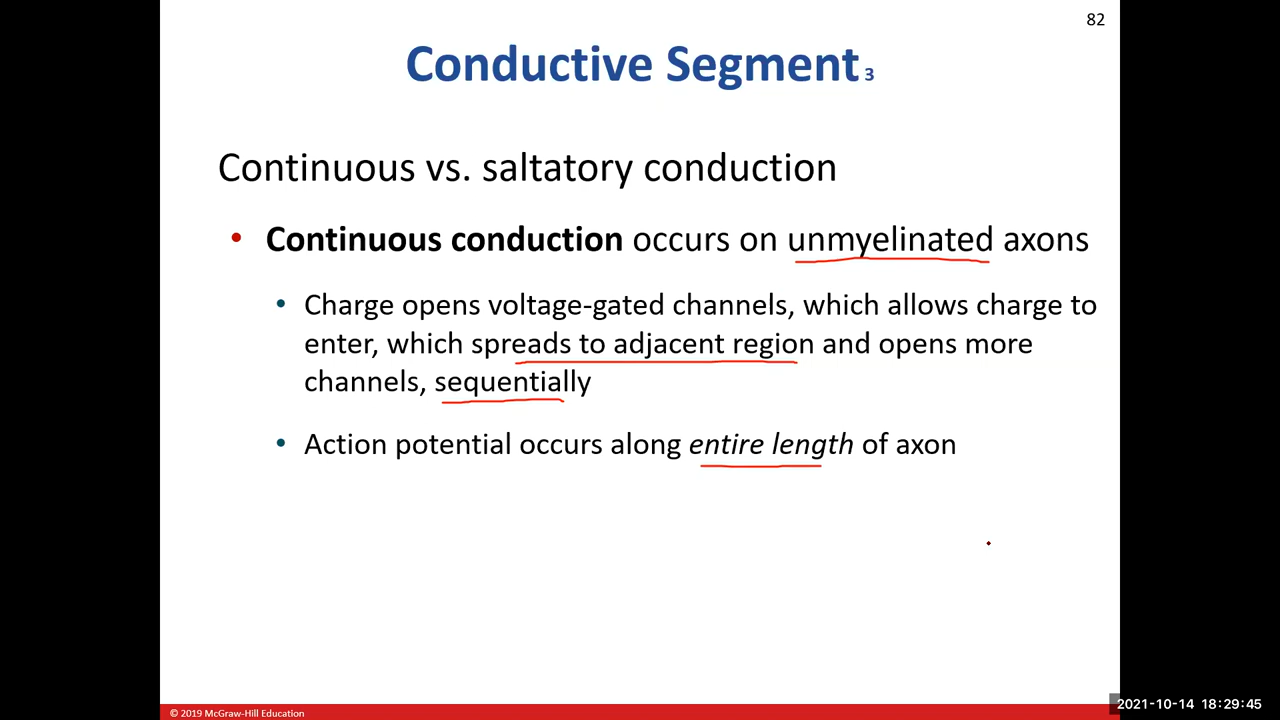 82
Conductive Segment 3
Continuous vs. saltatory conduction
• Continuous conduction occurs on unmyelinated axons
• Charge opens voltage-gated channels, which allows charge to
enter, which spreads to adjacent region and opens more
channels, sequentially
• Action potential occurs along entire length of axon
© 2019 McGraw-Hill Education
2021-10-14 18:29:45